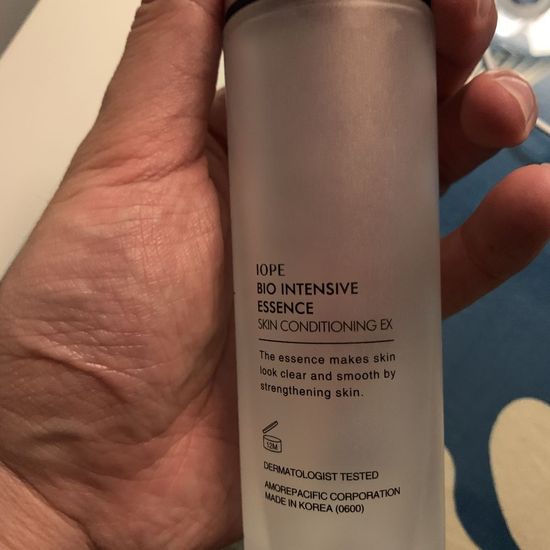 IOPE
BIO INTENSIVE
ESSENCE
SKIN CONDITIONING EX
The essence makes skin
look clear and smooth by
strengthening skin.
12M
DERMATOLOGIST TESTED
AMOREPACIFIC CORPORATION
MADE IN KOREA (0600)